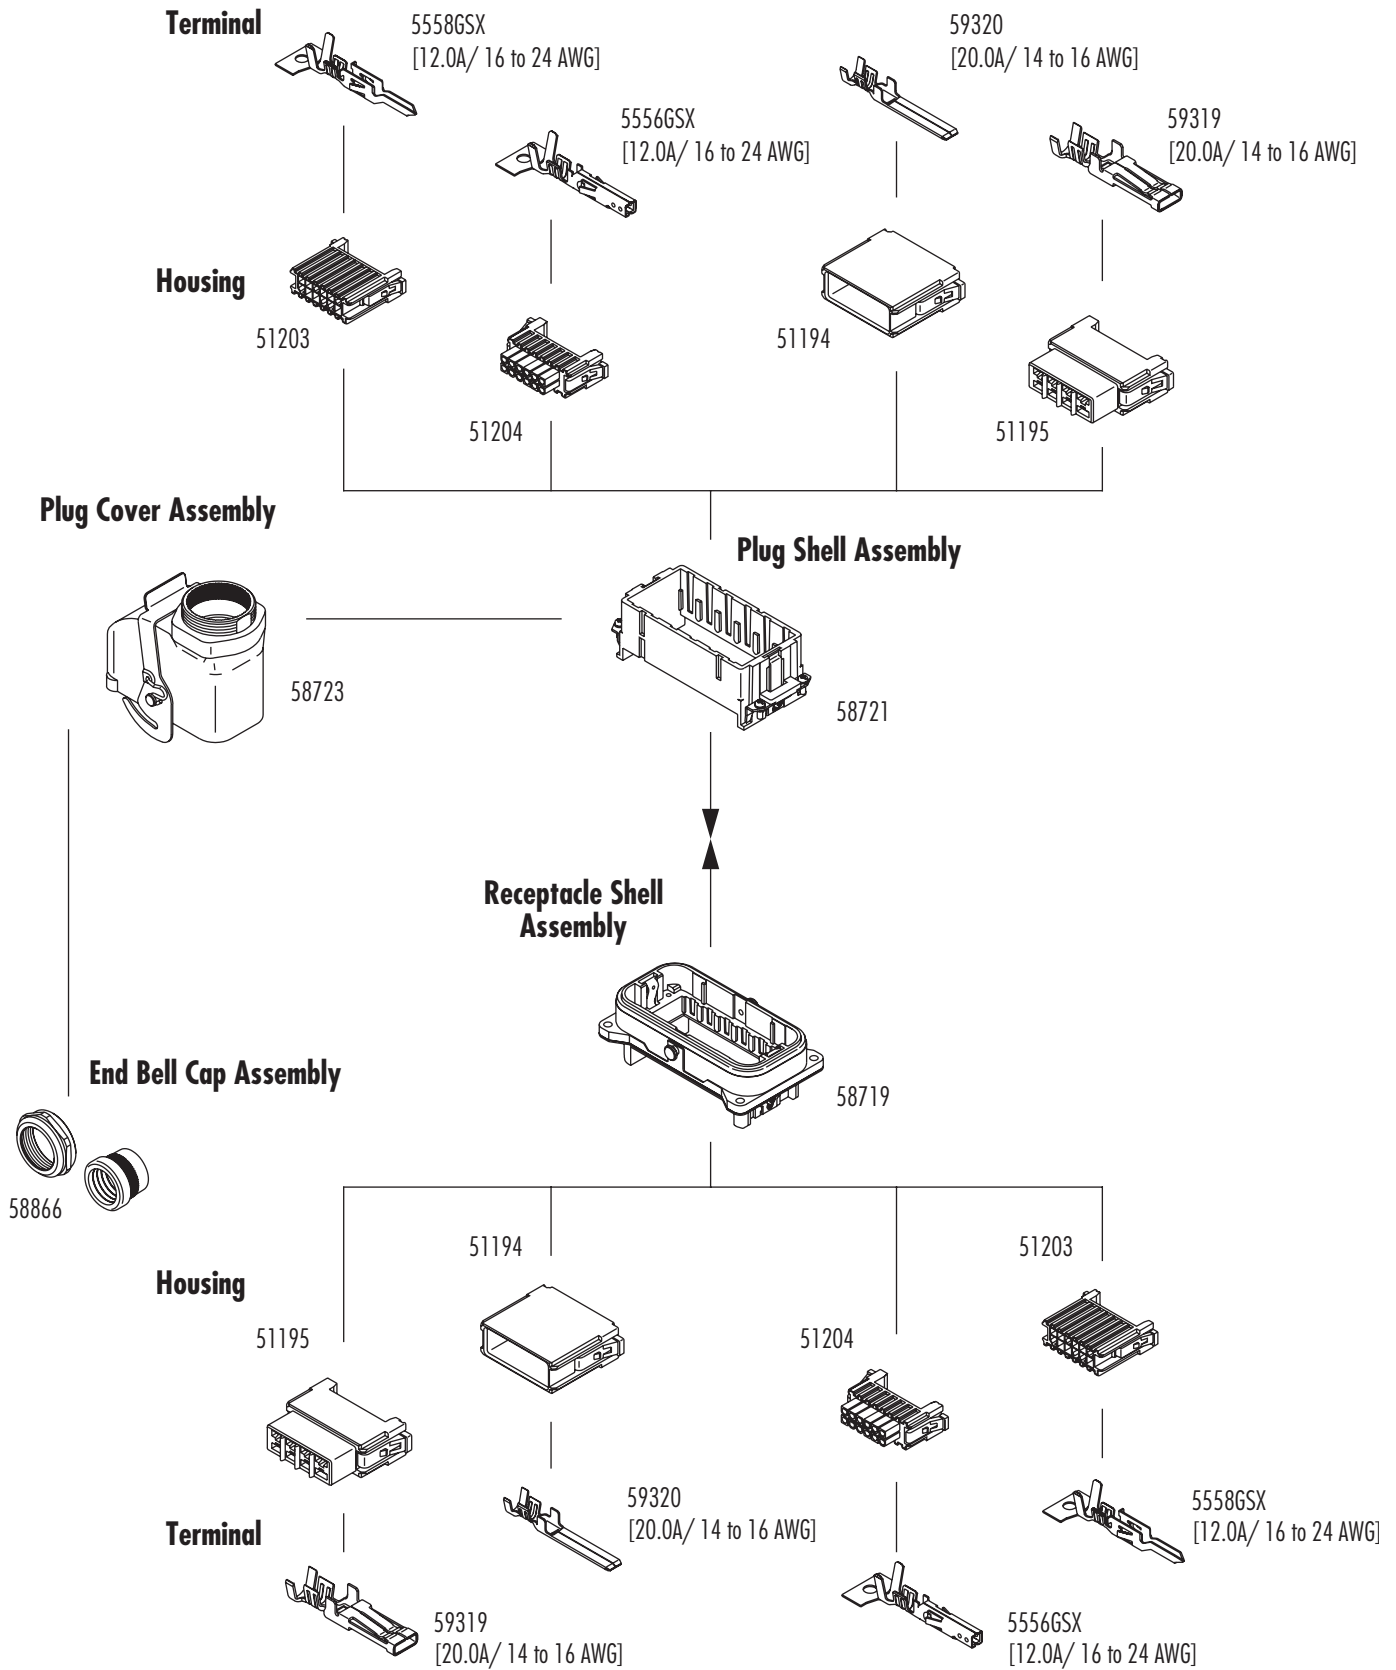 Terminal
5558GSX
[12.0A/ 16 to 24 AWG]
59320
[20.0A/ 14 to 16 AWG]
5556GSX
[12.0A/ 16 to 24 AWG]
59319
[20.0A/ 14 to 16 AWG]
Housing
51203
51194
51204
51195
Plug Cover Assembly
Plug Shell Assembly
58723
58721
Receptacle Shell
Assembly
End Bell Cap Assembly
58719
58866
51194
51203
Housing
51195
51204
59320
[20.0A/ 14 to 16 AWG]
5558GSX
[12.0A/ 16 to 24 AWG]
Terminal
59319
[20.0A/ 14 to 16 AWG]
5556GSX
[12.0A/ 16 to 24 AWG]